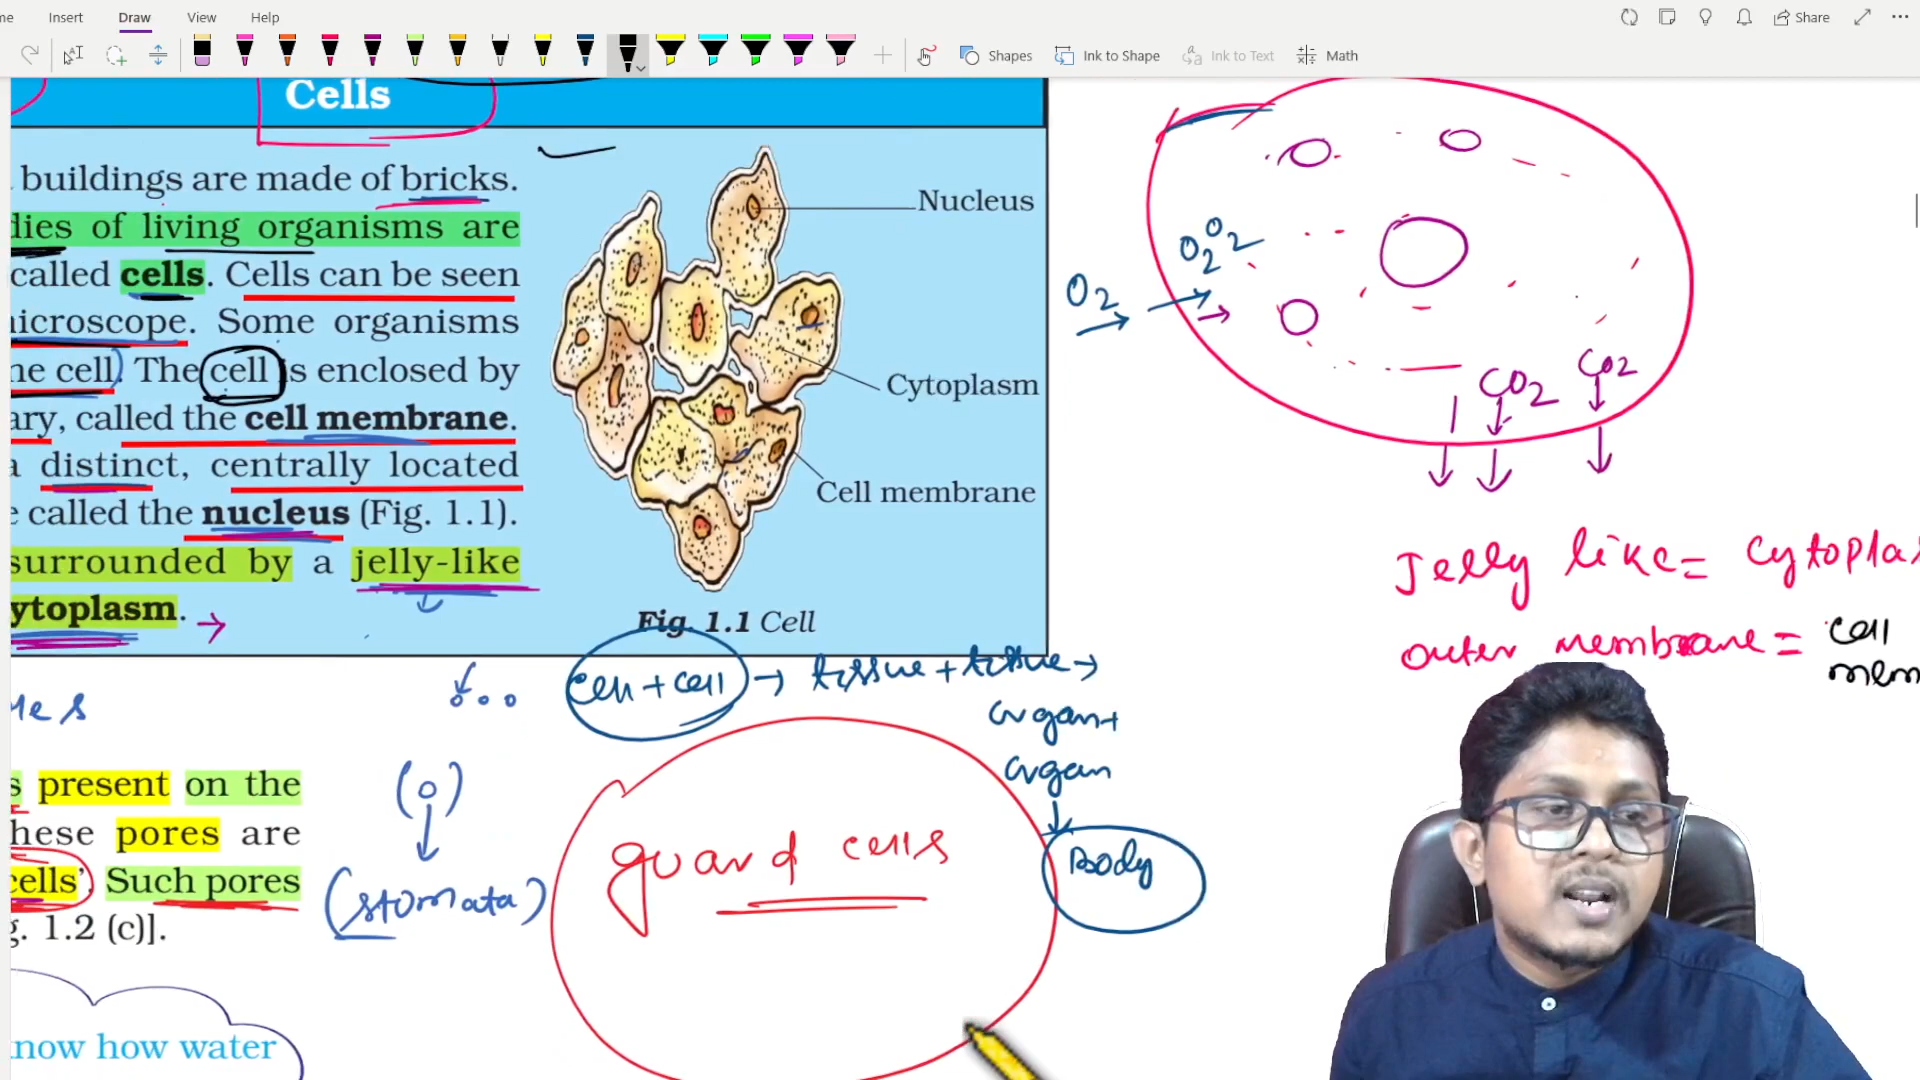 Insert Draw View Help
Share
Shapes Ink to Shape Ink to Text Math
Cells
buildings are made of bricks.
dies of living organisms are
called cells. Cells can be seen
icroscope. Some organisms
ne cell. The cell is enclosed by
ary, called the cell membrane.
a distinct, centrally located
e called the nucleus (Fig. 1.1).
surrounded by a jelly-like
ytoplasm.
Nucleus
Cytoplasm
Cell membrane
Fig. 1.1 Cell
O2
O2 O2
CO2 CO2
Jelly like = cytoplas
outer membrane = cell
mem
cell + cell → tissue + tissue →
organ +
organ
Body
s present on the
hese pores are
cells'. Such pores
g. 1.2 (c)].
(o)
(stomata)
guard cells
now how water